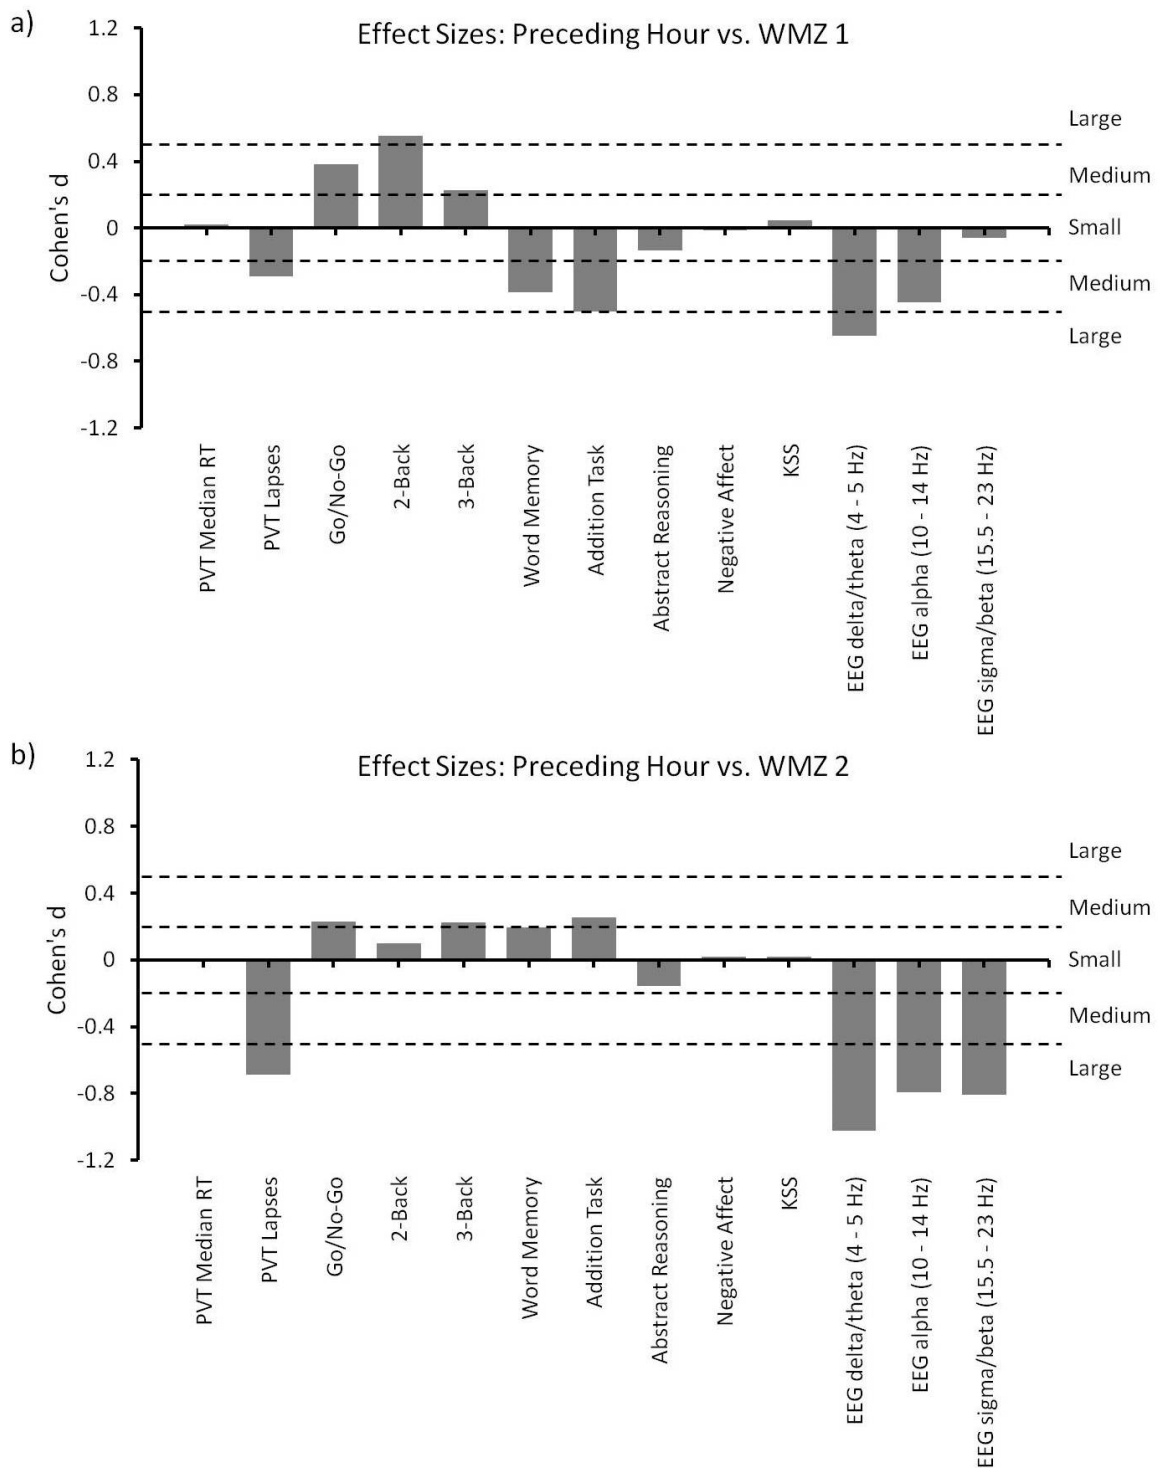 a)
Effect Sizes: Preceding Hour vs. WMZ 1
Cohen's d
1.2
0.8
0.4
0
-0.4
-0.8
-1.2
Large
Medium
Small
Medium
Large
PVT Median RT
PVT Lapses
Go/No-Go
2-Back
3-Back
Word Memory
Addition Task
Abstract Reasoning
Negative Affect
KSS
EEG delta/theta (4 - 5 Hz)
EEG alpha (10 - 14 Hz)
EEG sigma/beta (15.5 - 23 Hz)
b)
Effect Sizes: Preceding Hour vs. WMZ 2
Cohen's d
1.2
0.8
0.4
0
-0.4
-0.8
-1.2
Large
Medium
Small
Medium
Large
PVT Median RT
PVT Lapses
Go/No-Go
2-Back
3-Back
Word Memory
Addition Task
Abstract Reasoning
Negative Affect
KSS
EEG delta/theta (4 - 5 Hz)
EEG alpha (10 - 14 Hz)
EEG sigma/beta (15.5 - 23 Hz)